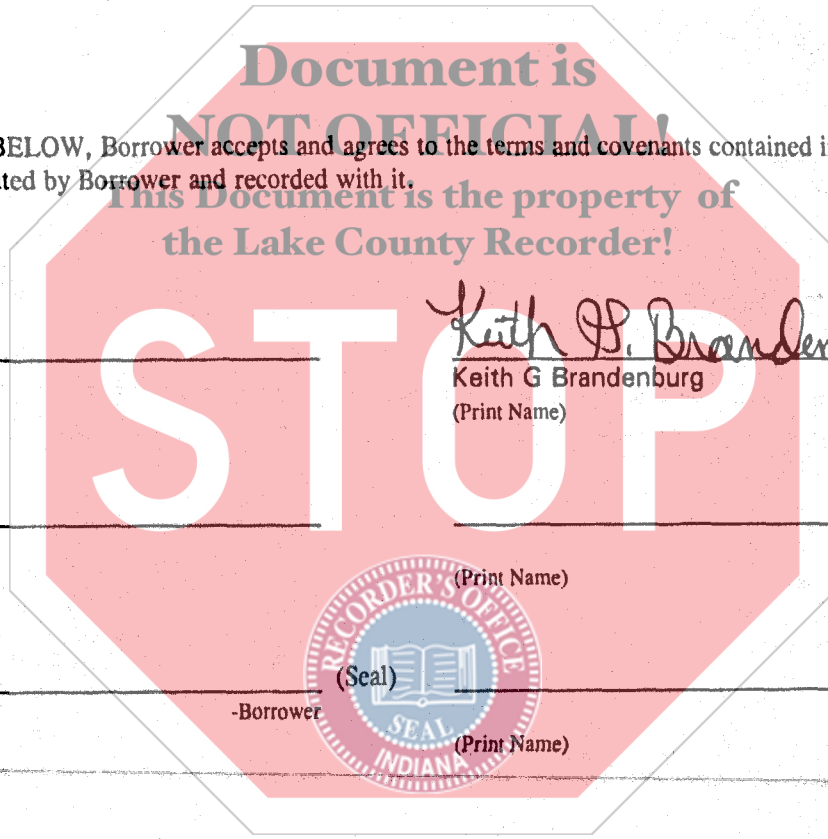 Document is
NOT OFFICIAL!
BELOW, Borrower accepts and agrees to the terms and covenants contained
ted by Borrower and recorded with it.
This Document is the property of
the Lake County Recorder!
STOP
Keith G. Branden
Keith G Brandenburg
(Print Name)
(Print Name)
RECORDER'S OFFICE
(Seal)
-Borrower
SEAL
INDIANA
(Print Name)